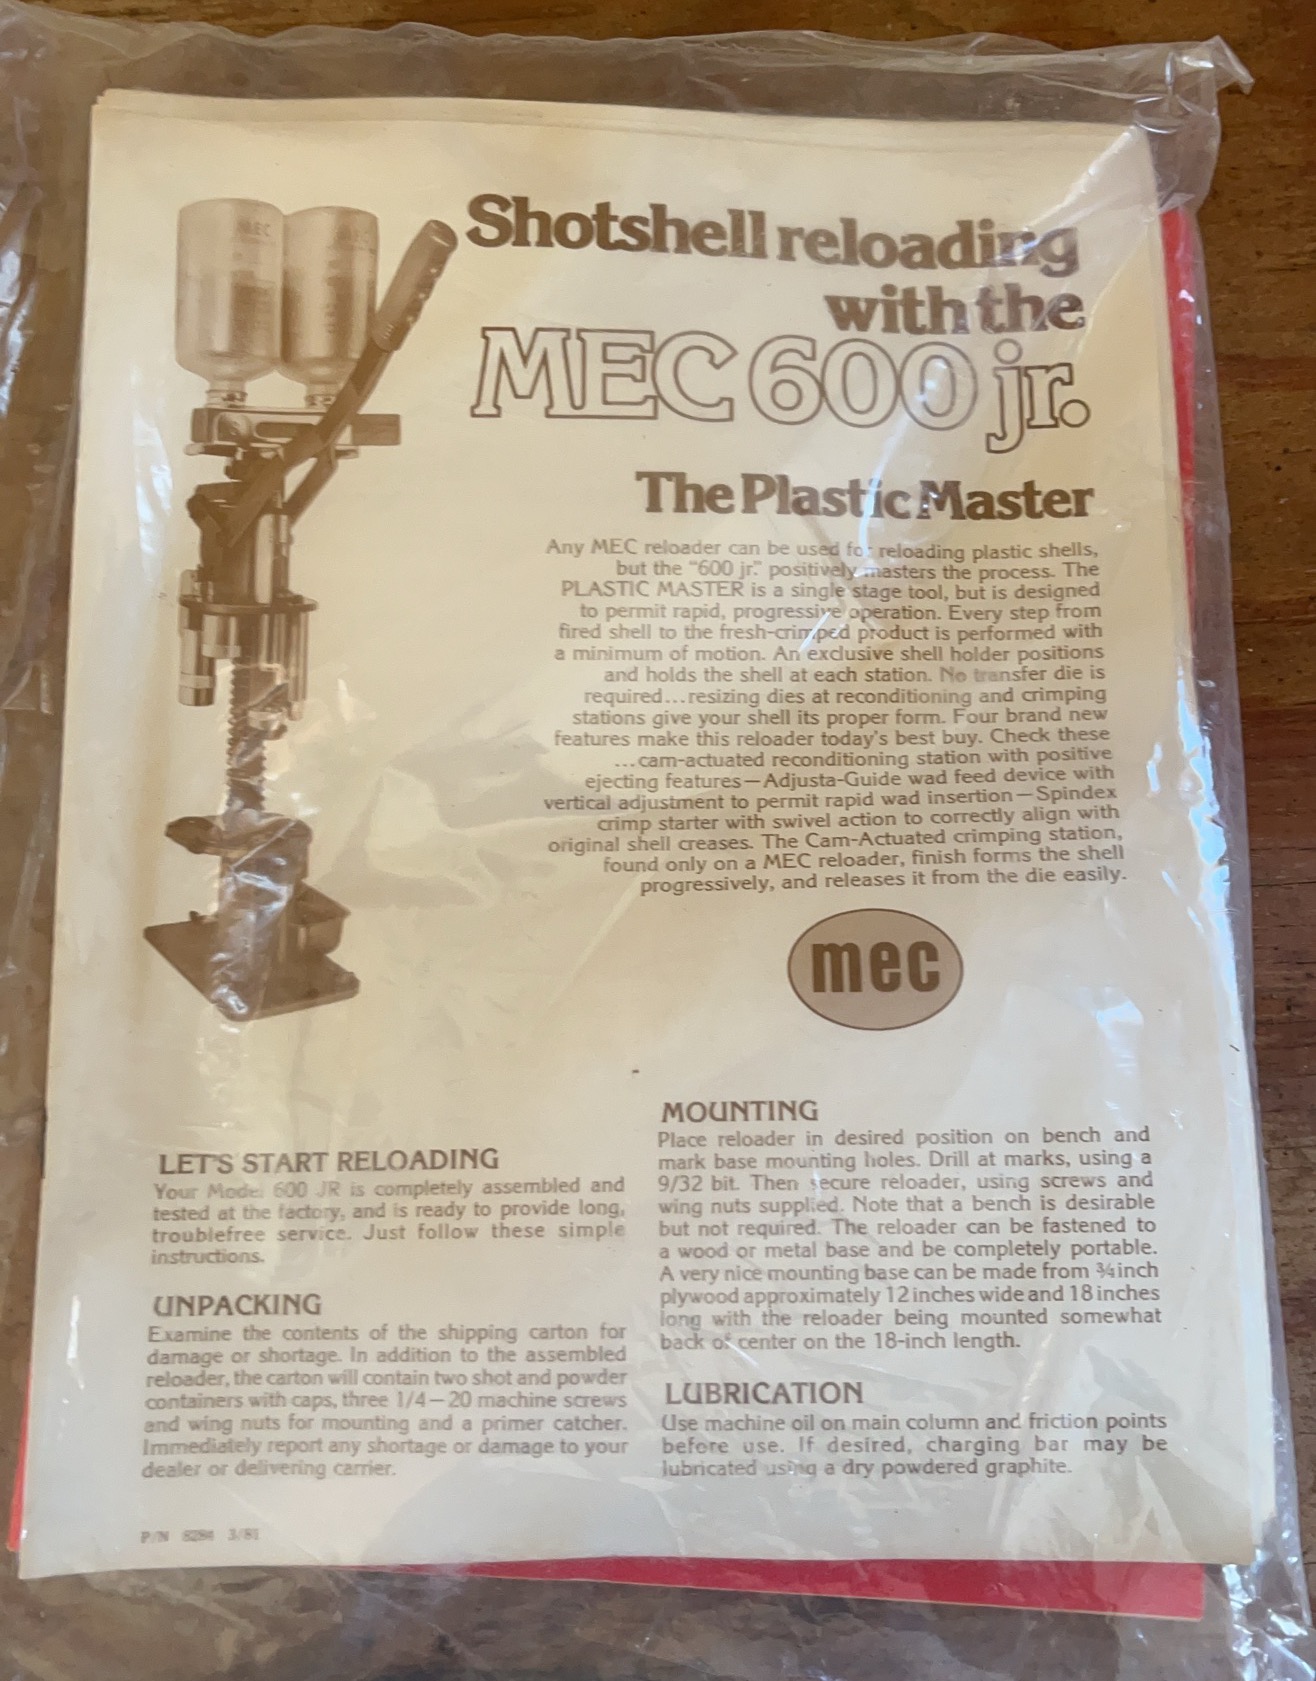 MEC
Shotshell reloading
with the
MEC 600 jr.
The Plastic Master
Any MEC reloader can be used for reloading plastic shells,
but the “600 jr.” positively masters the process. The
PLASTIC MASTER is a single stage tool, but is designed
to permit rapid, progressive operation. Every step from
fired shell to the fresh-crimped product is performed with
a minimum of motion. An exclusive shell holder positions
and holds the shell at each station. No transfer die is
required...resizing dies at reconditioning and crimping
stations give your shell its proper form. Four brand new
features make this reloader today's best buy. Check these
...cam-actuated reconditioning station with positive
ejecting features—Adjusta-Guide wad feed device with
vertical adjustment to permit rapid wad insertion—Spindex
crimp starter with swivel action to correctly align with
original shell creases. The Cam-Actuated crimping station,
found only on a MEC reloader, finish forms the shell
progressively, and releases it from the die easily.
mec
LET'S START RELOADING
Your Model 600 JR is completely assembled and
tested at the factory, and is ready to provide long,
troublefree service. Just follow these simple
instructions.
UNPACKING
Examine the contents of the shipping carton for
damage or shortage. In addition to the assembled
reloader, the carton will contain two shot and powder
containers with caps, three 1/4—20 machine screws
and wing nuts for mounting and a primer catcher.
Immediately report any shortage or damage to your
dealer or delivering carrier.
P/N 8284 3/81
MOUNTING
Place reloader in desired position on bench and
mark base mounting holes. Drill at marks, using a
9/32 bit. Then secure reloader, using screws and
wing nuts supplied. Note that a bench is desirable
but not required. The reloader can be fastened to
a wood or metal base and be completely portable.
A very nice mounting base can be made from ¾ inch
plywood approximately 12 inches wide and 18 inches
long with the reloader being mounted somewhat
back of center on the 18-inch length.
LUBRICATION
Use machine oil on main column and friction points
before use. If desired, charging bar may be
lubricated using a dry powdered graphite.